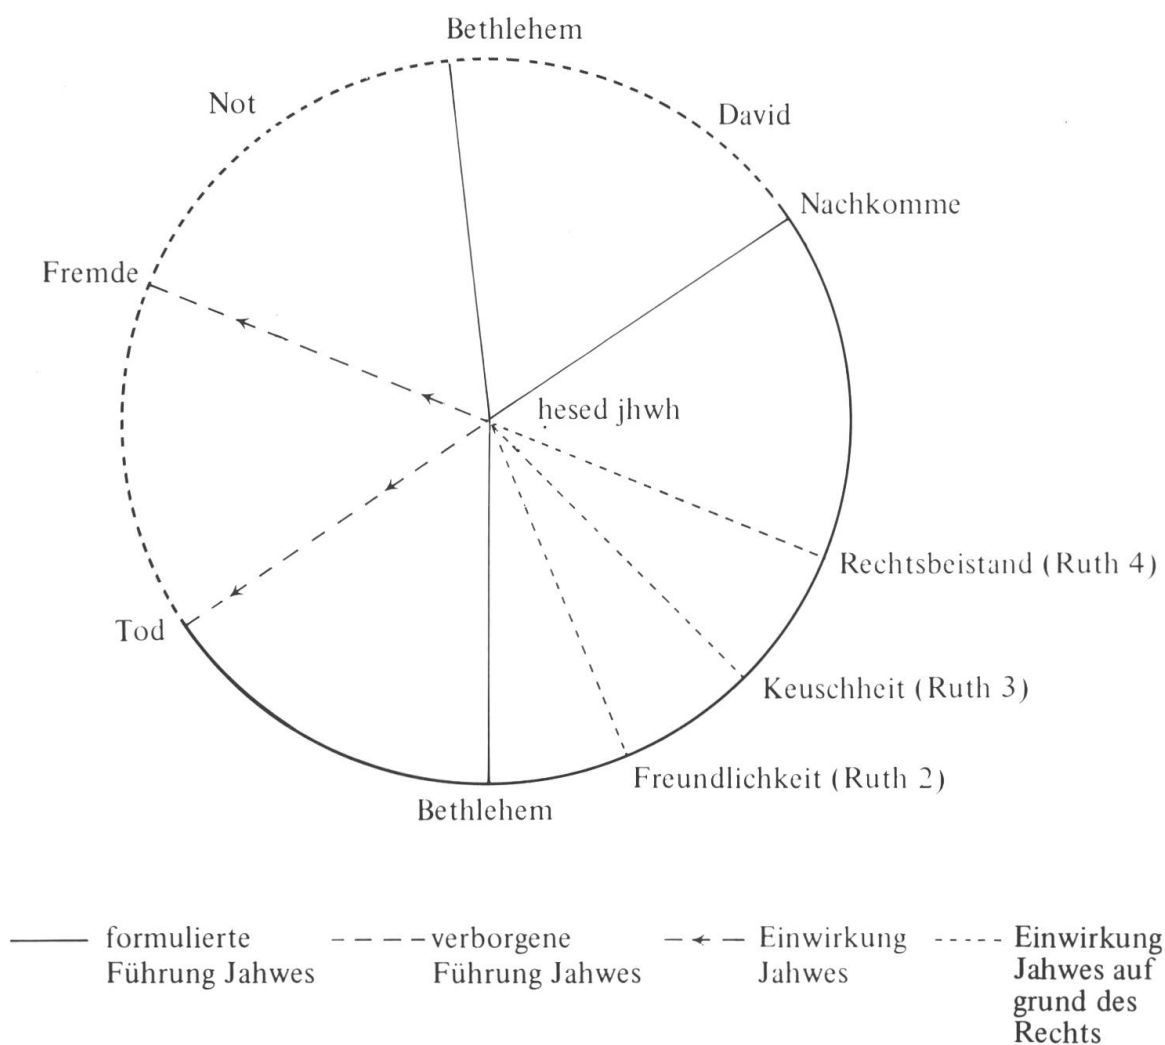 Bethlehem
Not
David
Nachkomme
Fremde
ḥesed jhwh
Rechtsbeistand (Ruth 4)
Tod
Keuschheit (Ruth 3)
Freundlichkeit (Ruth 2)
Bethlehem
formulierte
Führung Jahwes
verborgene
Führung Jahwes
Einwirkung
Jahwes
Einwirkung
Jahwes auf
grund des
Rechts